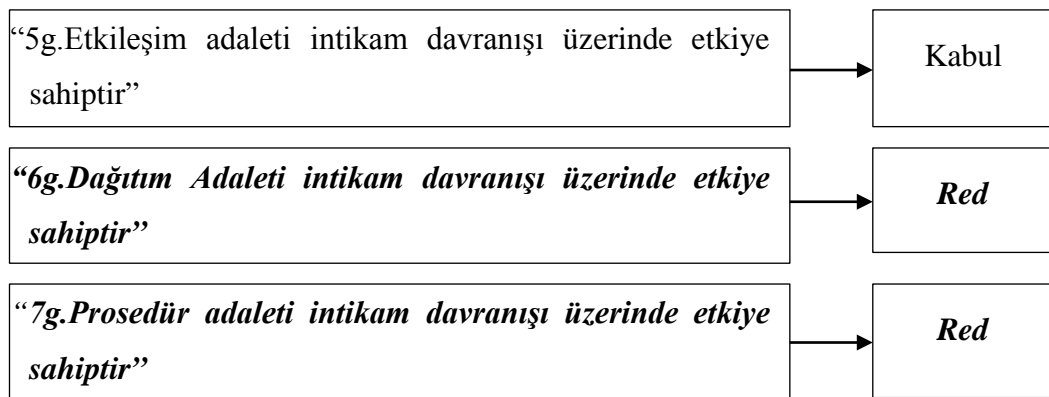 “5g.Etkileşim adaleti intikam davranışı üzerinde etkiye
sahiptir”
Kabul
“6g.Dağıtım Adaleti intikam davranışı üzerinde etkiye
sahiptir”
Red
“7g.Prosedür adaleti intikam davranışı üzerinde etkiye
sahiptir”
Red